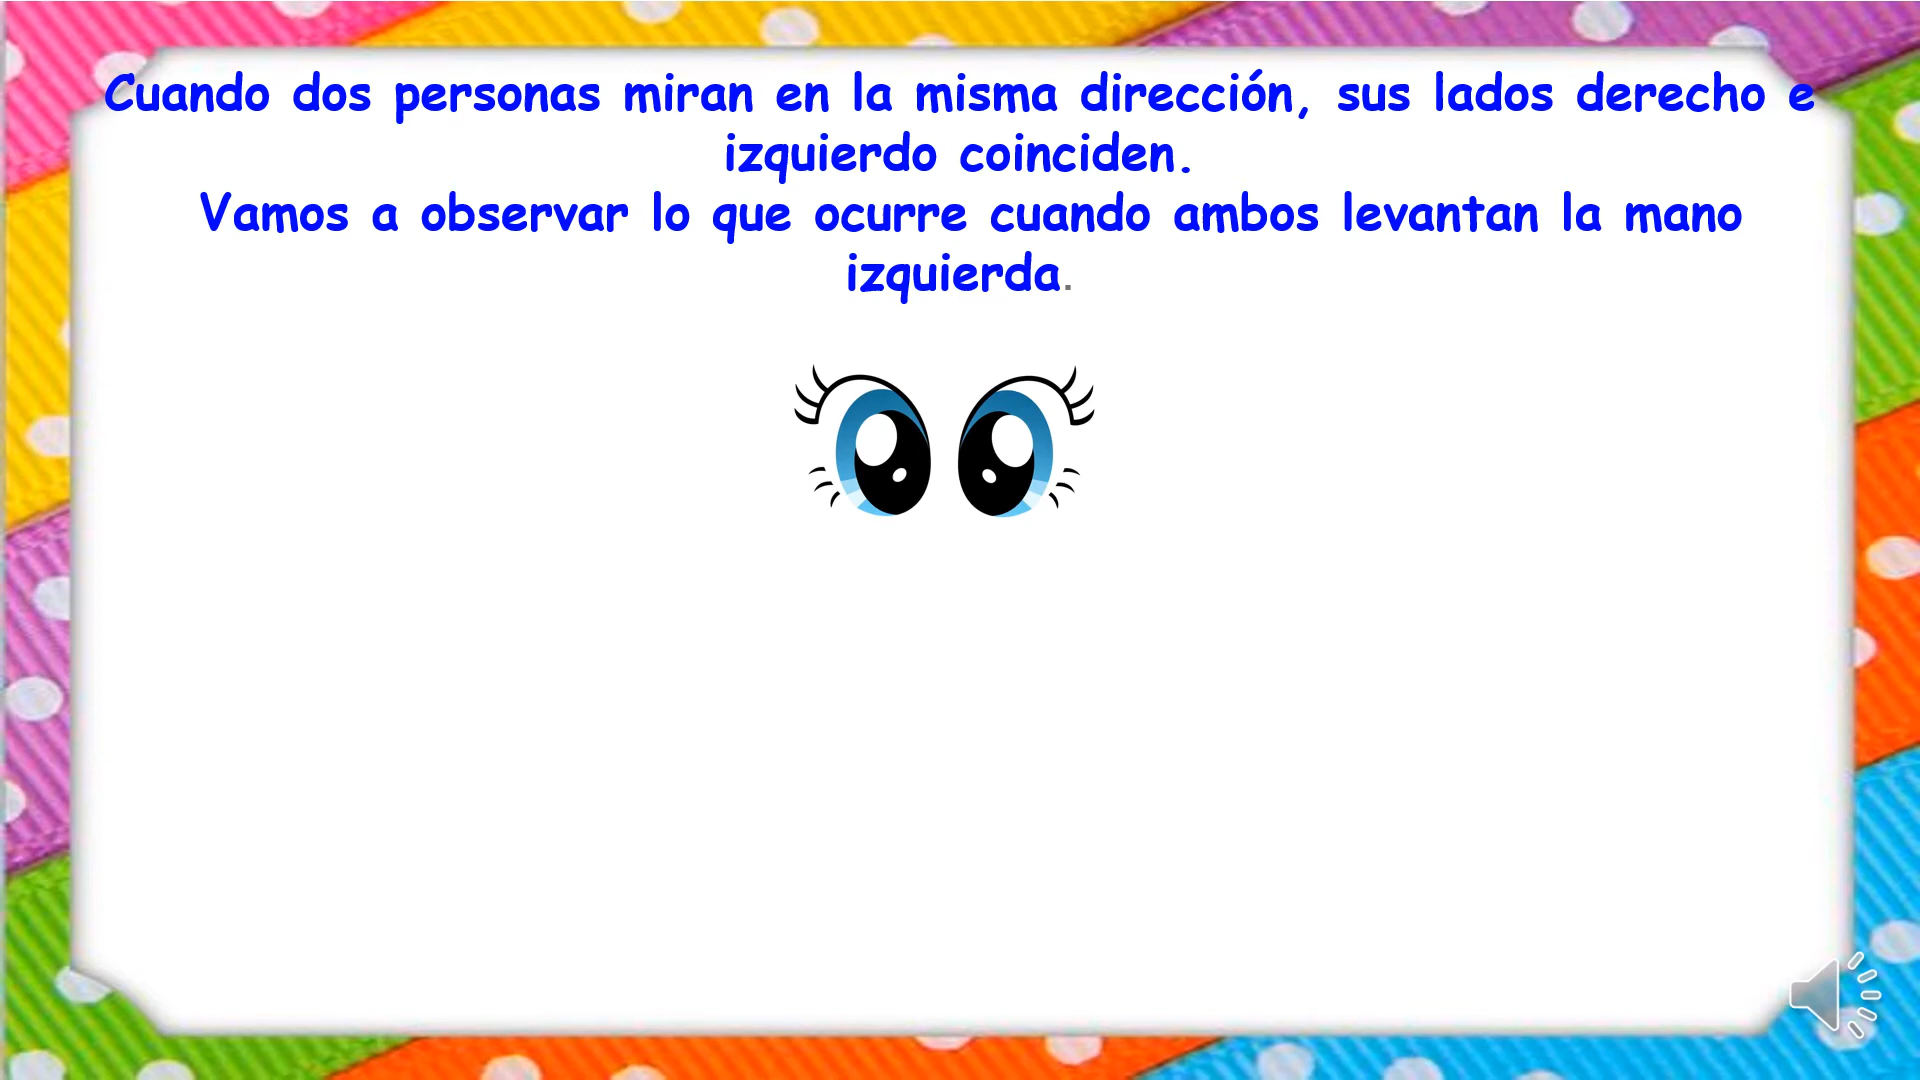 Cuando dos personas miran en la misma dirección, sus lados derecho e
izquierdo coinciden.
Vamos a observar lo que ocurre cuando ambos levantan la mano
izquierda.